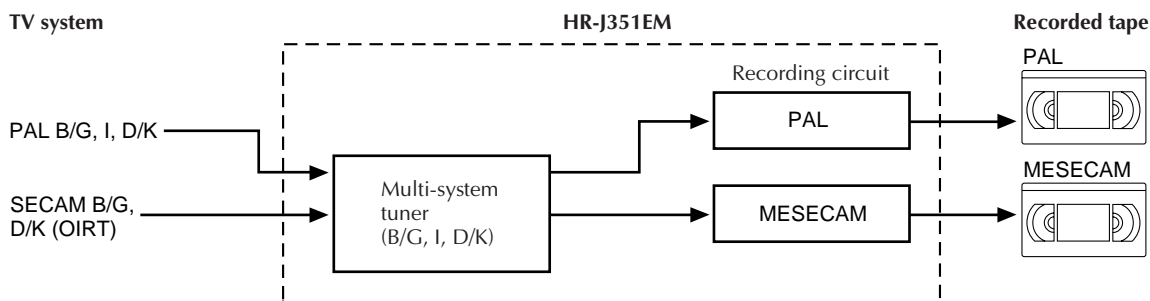 TV system
HR-J351EM
Recorded tape
PAL
Recording circuit
PAL B/G, I, D/K
PAL
MESECAM
SECAM B/G,
D/K (OIRT)
Multi-system
tuner
(B/G, I, D/K)
MESECAM